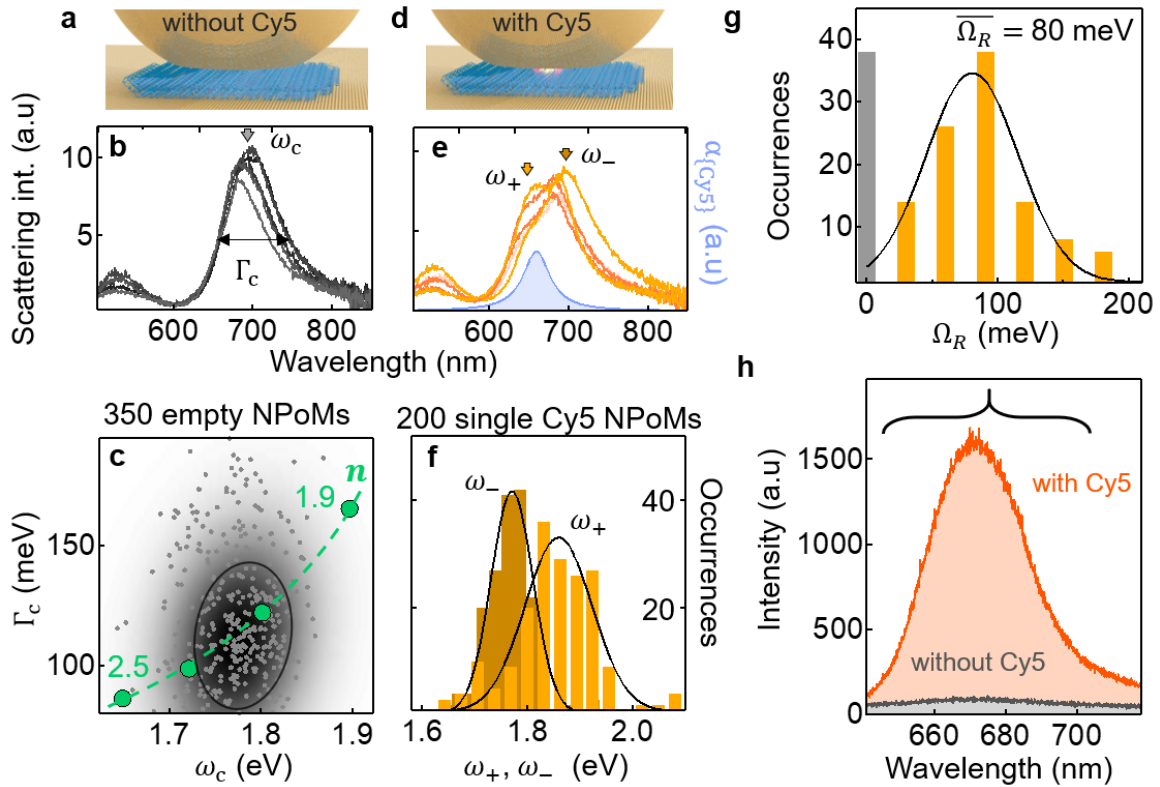 a
without Cy5
d
with Cy5
Scattering int. (a.u)
10
5
b
ω_c
Γ_c
600
700
800
e
ω_+
ω_−
600
700
800
α_{Cy5} (a.u)
Wavelength (nm)
g
Ω_R = 80 meV
Occurrences
40
30
20
10
0
100
200
Ω_R (meV)
350 empty NPoMs
c
n
1.9
2.5
Γ_c (meV)
150
100
1.7
1.8
1.9
ω_c (eV)
200 single Cy5 NPoMs
f
ω_−
ω_+
40
20
Occurrences
1.6
1.8
2.0
ω_+, ω_− (eV)
h
Intensity (a.u)
1500
1000
500
0
with Cy5
without Cy5
660
680
700
Wavelength (nm)